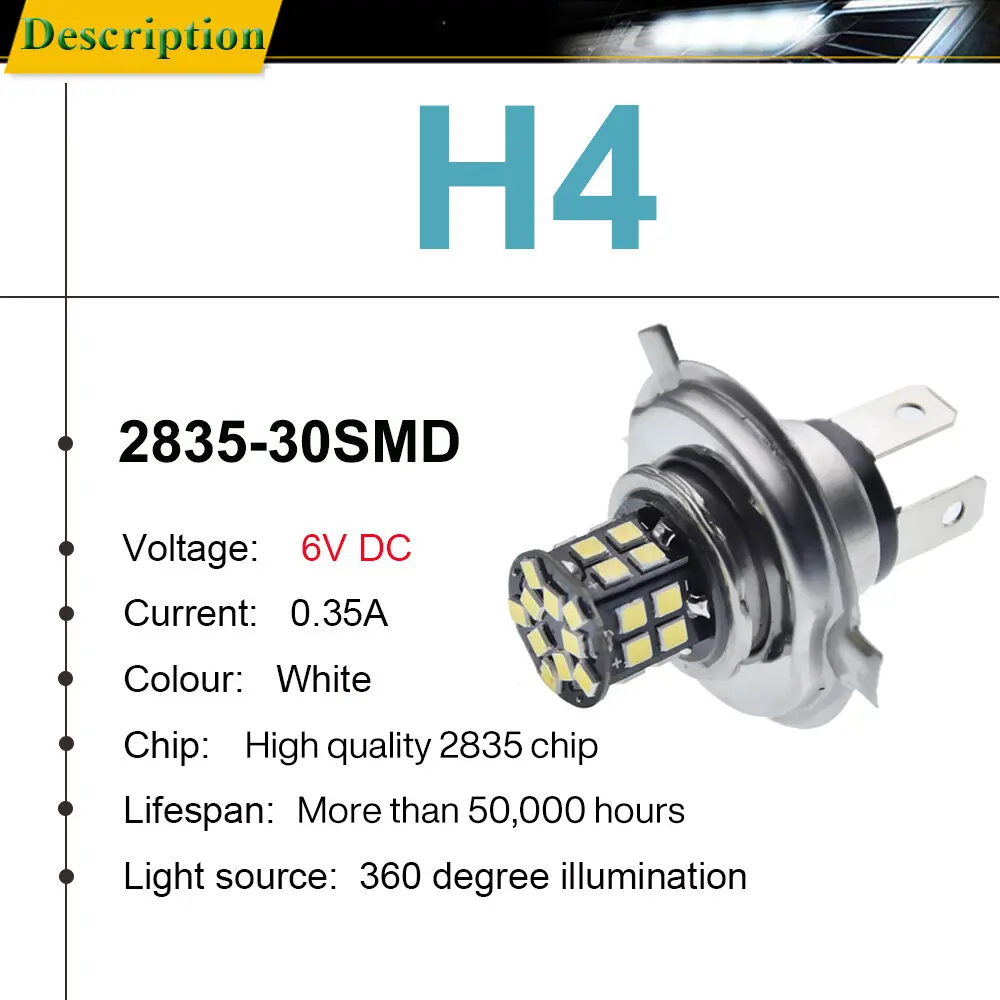 Description
H4
2835-30SMD
Voltage: 6V DC
Current: 0.35A
Colour: White
Chip: High quality 2835 chip
Lifespan: More than 50,000 hours
Light source: 360 degree illumination